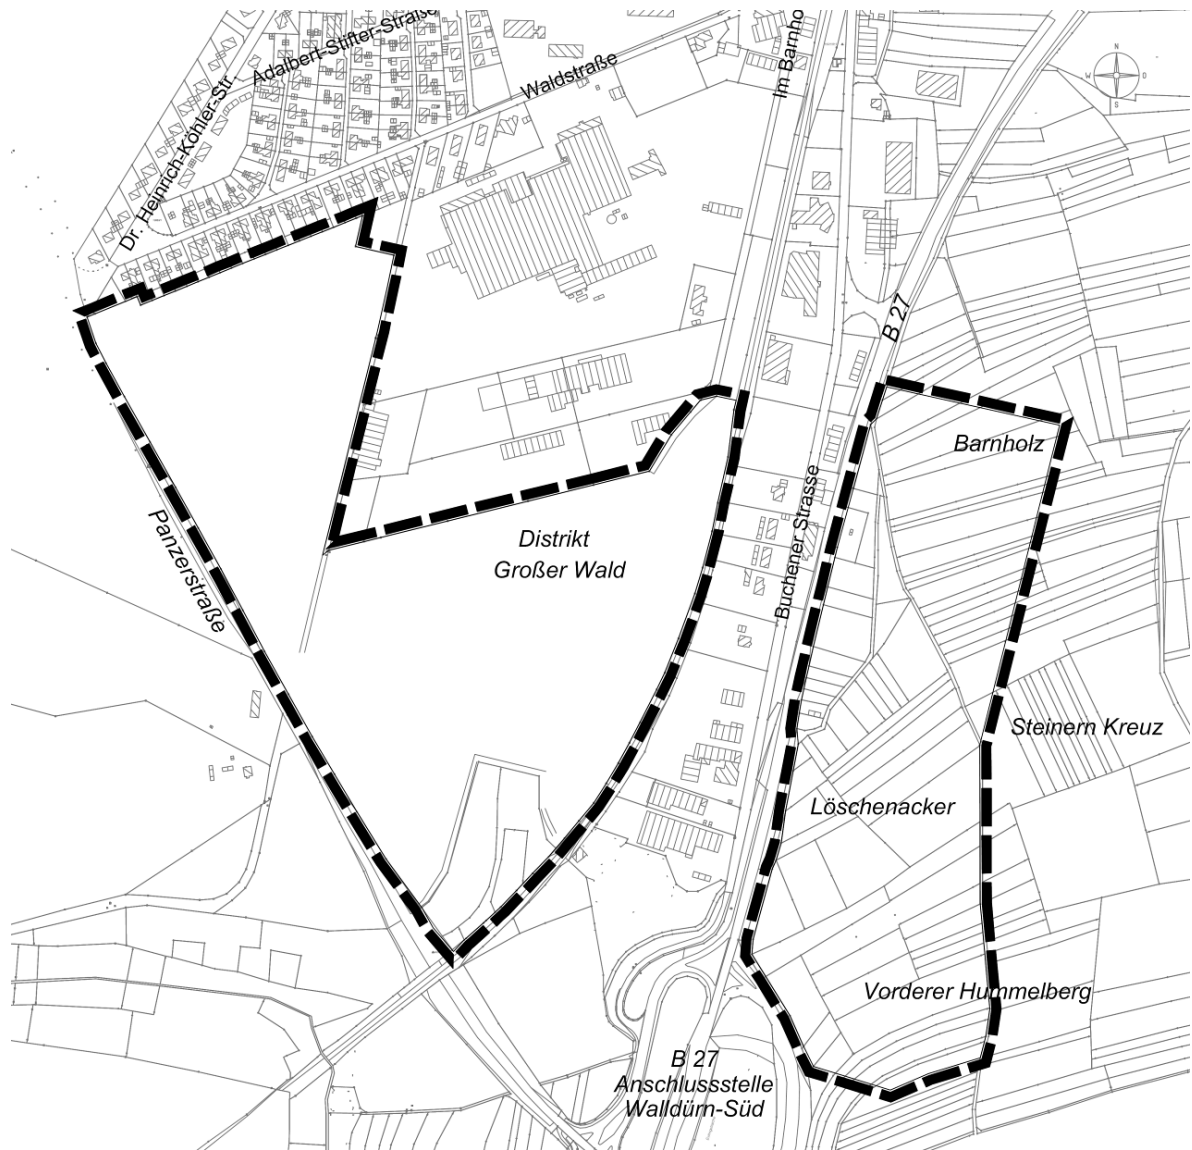 Adalbert-Stifter-Straße
Waldstraße
Im Barnho
Dr. Heinrich-Köhler-Str
N
W
O
S
B 27
Barnholz
Buchener Strasse
Distrikt
Großer Wald
Panzerstraße
Steinern Kreuz
Löschenacker
Vorderer Hummelberg
B 27
Anschlussstelle
Walldürn-Süd